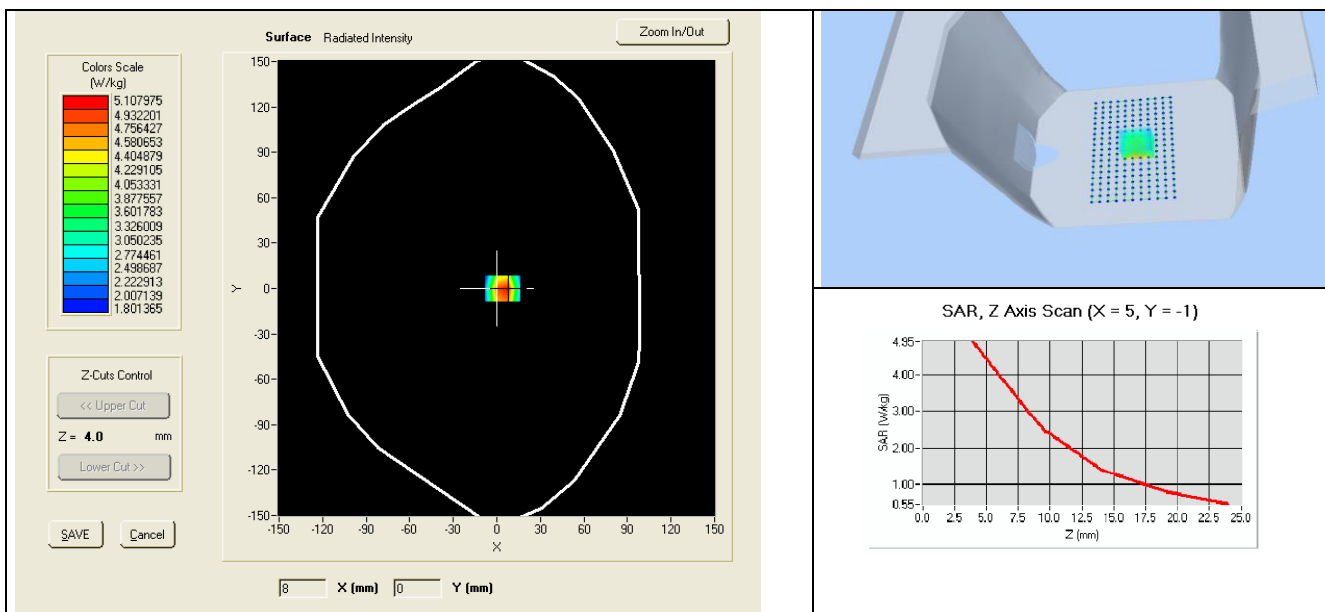 Surface Radiated Intensity
Zoom In/Out
Colors Scale
(W/kg)
5.107975
4.932201
4.756427
4.580653
4.404879
4.229105
4.053331
3.877557
3.601783
3.326009
3.050235
2.774461
2.498687
2.222913
2.007139
1.801365
Z-Cuts Control
<< Upper Cut
Z = 4.0 mm
Lower Cut >>
SAVE Cancel
150-
120-
90-
60-
30-
0-
-30-
-60-
-90-
-120-
-150-
Y
-150 -120 -90 -60 -30 0 30 60 90 120 150
X
8 X (mm) 0 Y (mm)
SAR, Z Axis Scan (X = 5, Y = -1)
4.95-
4.00-
3.00-
2.00-
1.00-
0.55-
SAR (W/kg)
0.0 2.5 5.0 7.5 10.0 12.5 15.0 17.5 20.0 22.5 25.0
Z (mm)